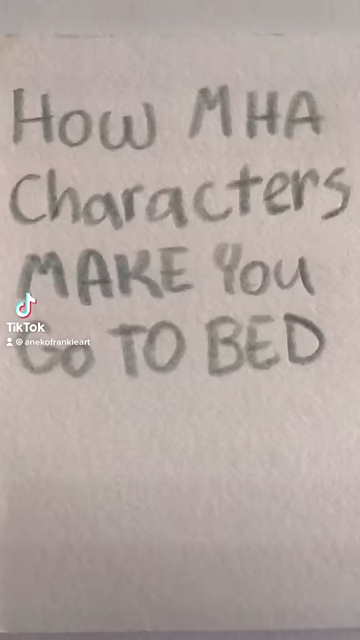 How MHA
Characters
MAKE You
Go TO BED
TikTok
@anekofrankieart